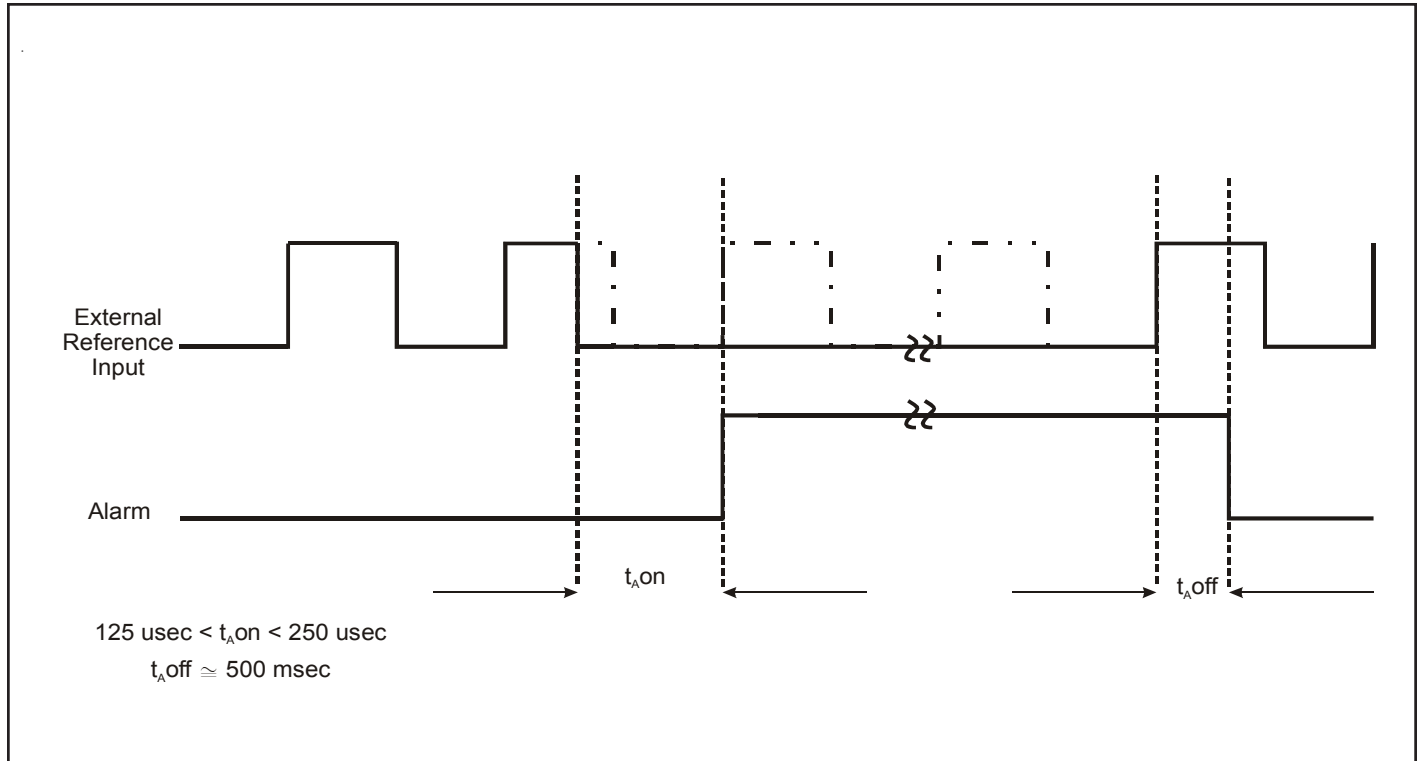 External
Reference
Input
Alarm
tAon
tAoff
125 usec < tAon < 250 usec
tAoff ≅ 500 msec